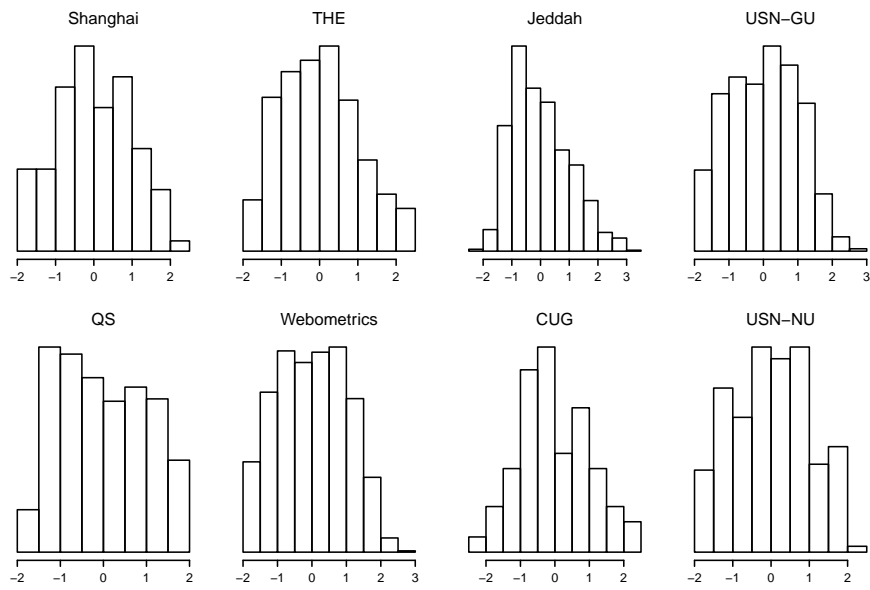 Shanghai THE Jeddah USN−GU
−2 −1 0 1 2 −2 −1 0 1 2 −2 −1 0 1 2 3 −2 −1 0 1 2 3
QS Webometrics CUG USN−NU
−2 −1 0 1 2 −2 −1 0 1 2 3 −2 −1 0 1 2 −2 −1 0 1 2